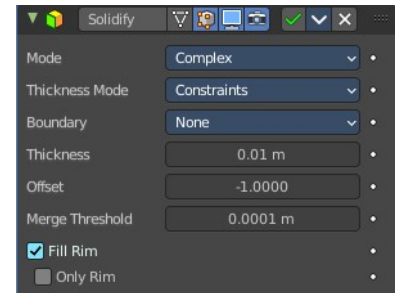 Solidify
Mode Complex
Thickness Mode Constraints
Boundary None
Thickness 0.01 m
Offset -1.0000
Merge Threshold 0.0001 m
Fill Rim
Only Rim